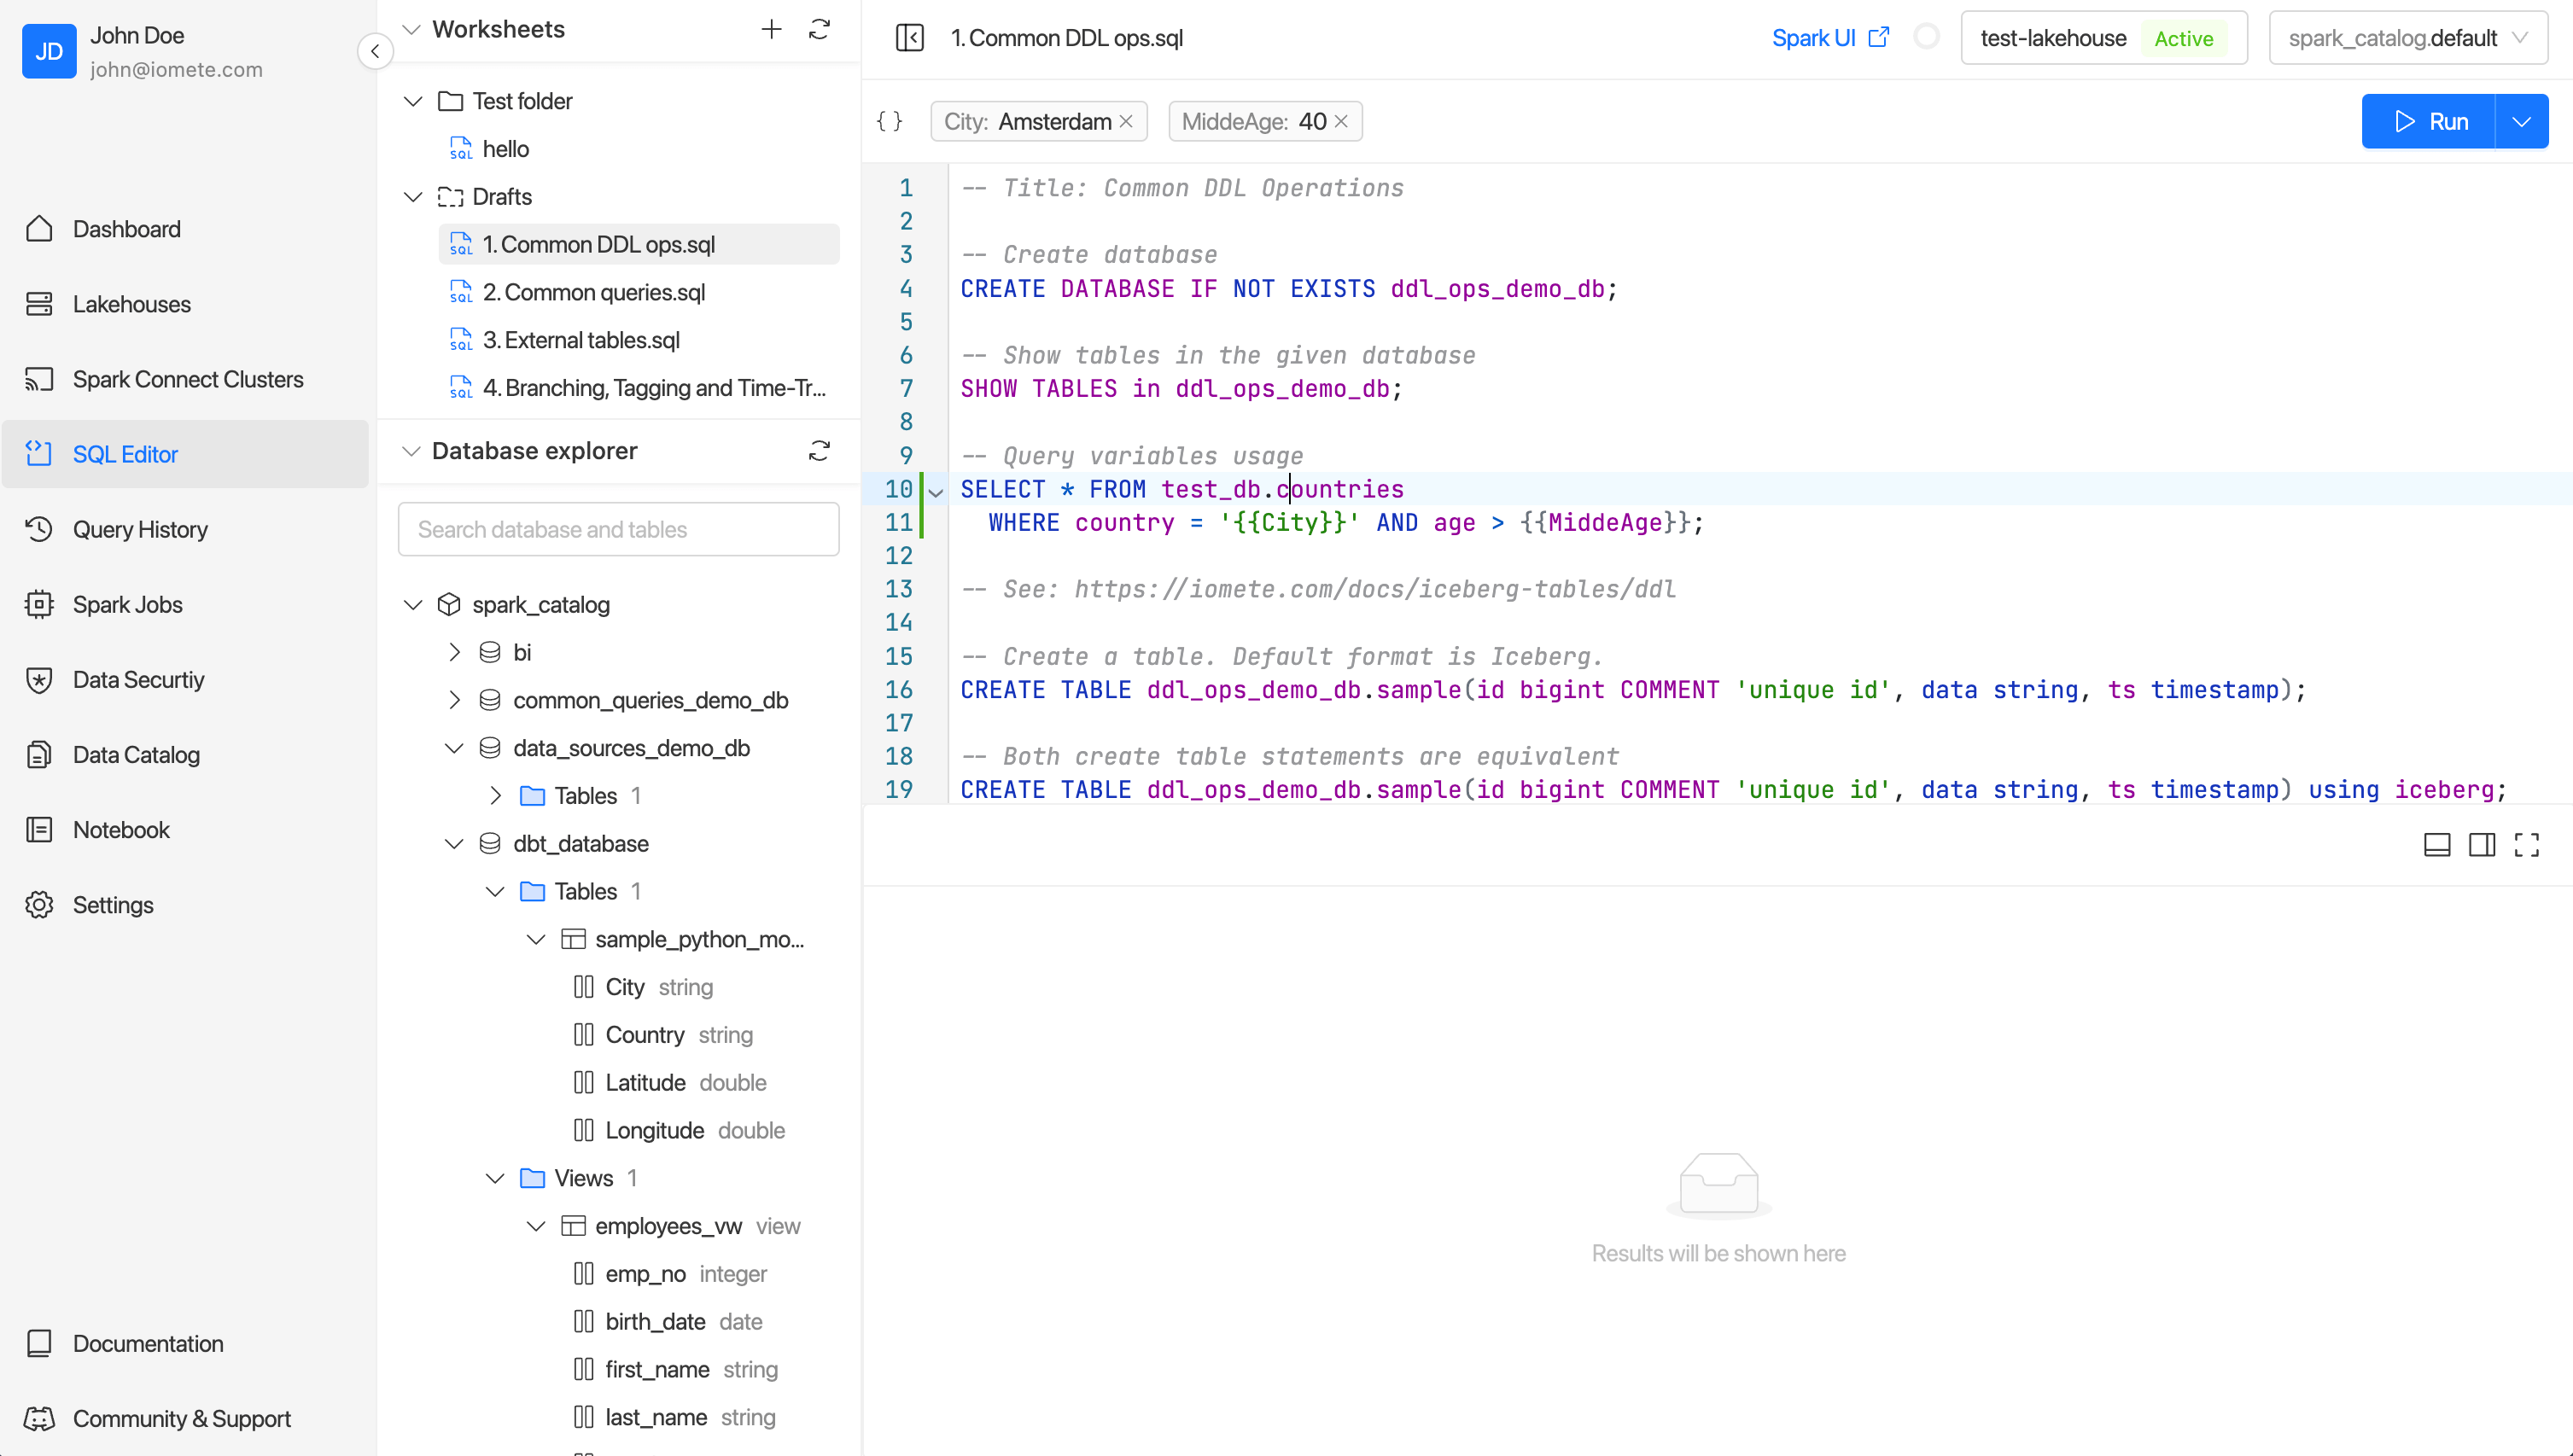 JD
John Doe
john@iomete.com
Dashboard
Lakehouses
Spark Connect Clusters
SQL Editor
Query History
Spark Jobs
Data Securtiy
Data Catalog
Notebook
Settings
Documentation
Community & Support
Worksheets
Test folder
SQL hello
Drafts
SQL 1. Common DDL ops.sql
SQL 2. Common queries.sql
SQL 3. External tables.sql
SQL 4. Branching, Tagging and Time-Tr...
Database explorer
Search database and tables
spark_catalog
bi
common_queries_demo_db
data_sources_demo_db
Tables 1
dbt_database
Tables 1
sample_python_mo...
City string
Country string
Latitude double
Longitude double
Views 1
employees_vw view
emp_no integer
birth_date date
first_name string
last_name string
1. Common DDL ops.sql
Spark UI
test-lakehouse Active
spark_catalog.default
{ } City: Amsterdam MiddeAge: 40
Run
1 -- Title: Common DDL Operations
2
3 -- Create database
4 CREATE DATABASE IF NOT EXISTS ddl_ops_demo_db;
5
6 -- Show tables in the given database
7 SHOW TABLES in ddl_ops_demo_db;
8
9 -- Query variables usage
10 SELECT * FROM test_db.countries
11 WHERE country = '{{City}}' AND age > {{MiddeAge}};
12
13 -- See: https://iomete.com/docs/iceberg-tables/ddl
14
15 -- Create a table. Default format is Iceberg.
16 CREATE TABLE ddl_ops_demo_db.sample(id bigint COMMENT 'unique id', data string, ts timestamp);
17
18 -- Both create table statements are equivalent
19 CREATE TABLE ddl_ops_demo_db.sample(id bigint COMMENT 'unique id', data string, ts timestamp) using iceberg;
Results will be shown here